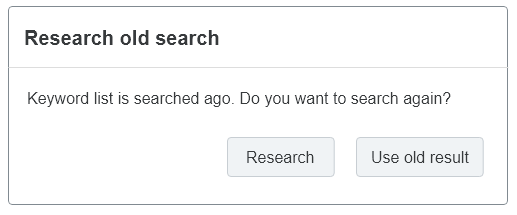 Research old search
Keyword list is searched ago. Do you want to search again?
Research
Use old result